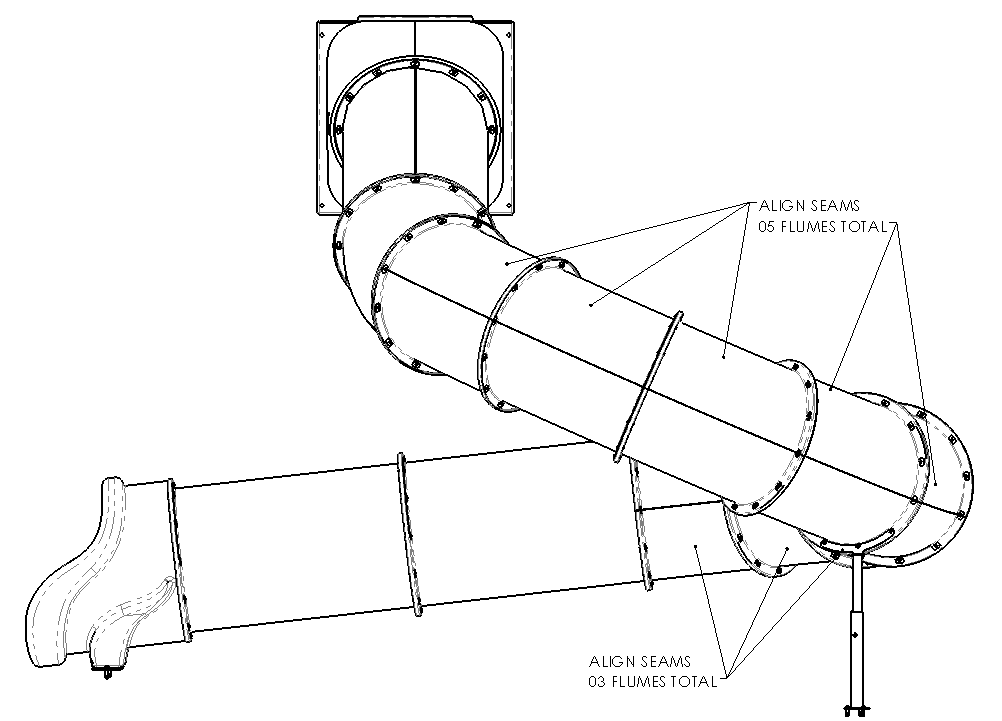 ALIGN SEAMS
05 FLUMES TOTAL
ALIGN SEAMS
03 FLUMES TOTAL